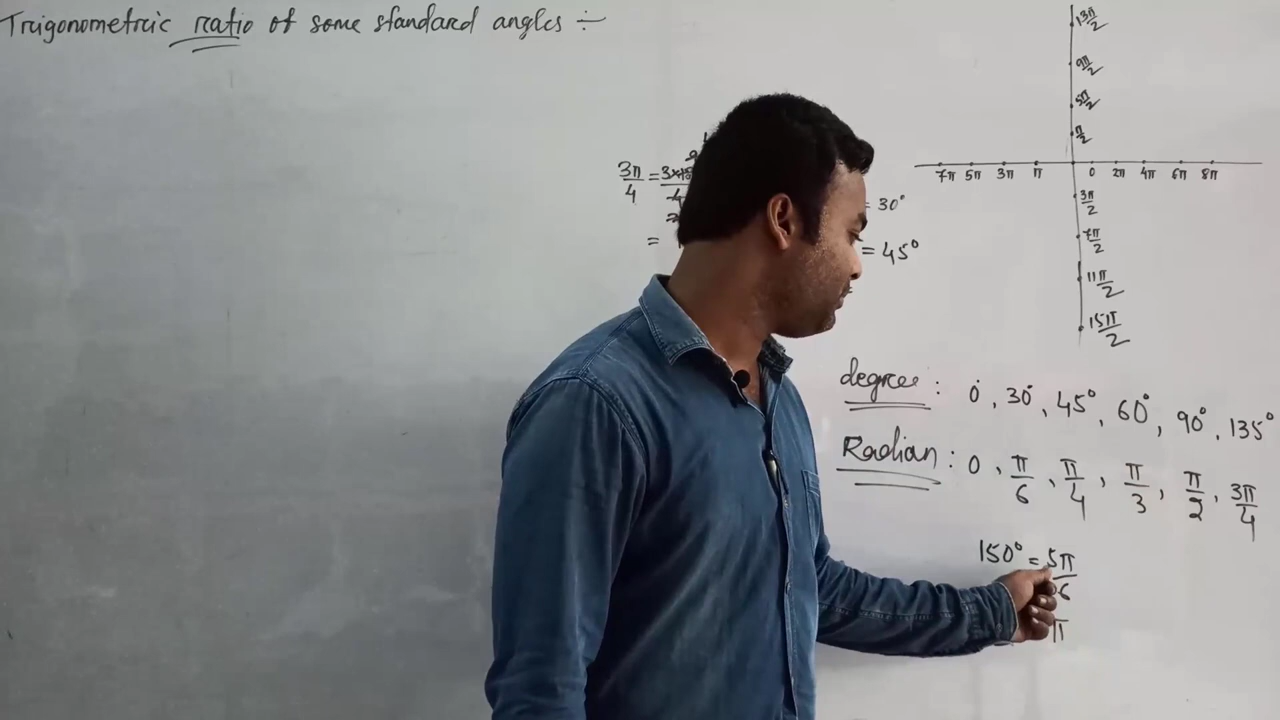 Trigonometric ratio of some standard angles ÷
13π/2
9π/2
5π/2
π/2
7π 5π 3π π 0 2π 4π 6π 8π
3π/2
7π/2
11π/2
15π/2
3π/4 =
= 30°
=
= 45°
degree : 0°, 30°, 45°, 60°, 90°, 135°
Radian : 0, π/6, π/4, π/3, π/2, 3π/4
150° = 5π/6
π